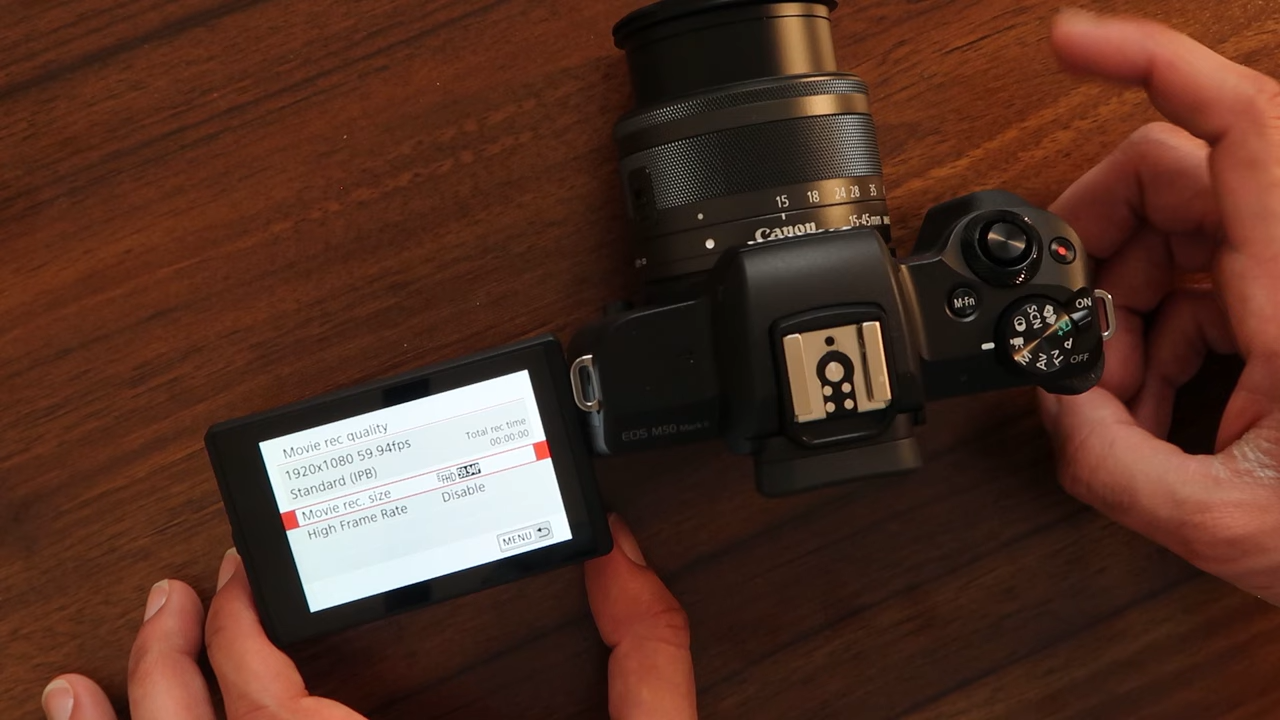 Movie rec quality
1920x1080 59.94fps
Total rec time
Standard (IPB)
00:00:00
Movie rec. size
FHD 59.94P
High Frame Rate
Disable
MENU
15 18 24 28 35
15-45mm
Canon
EOS M50 Mark II
M-Fn
ON
OFF
SCN
P
Tv
Av
M